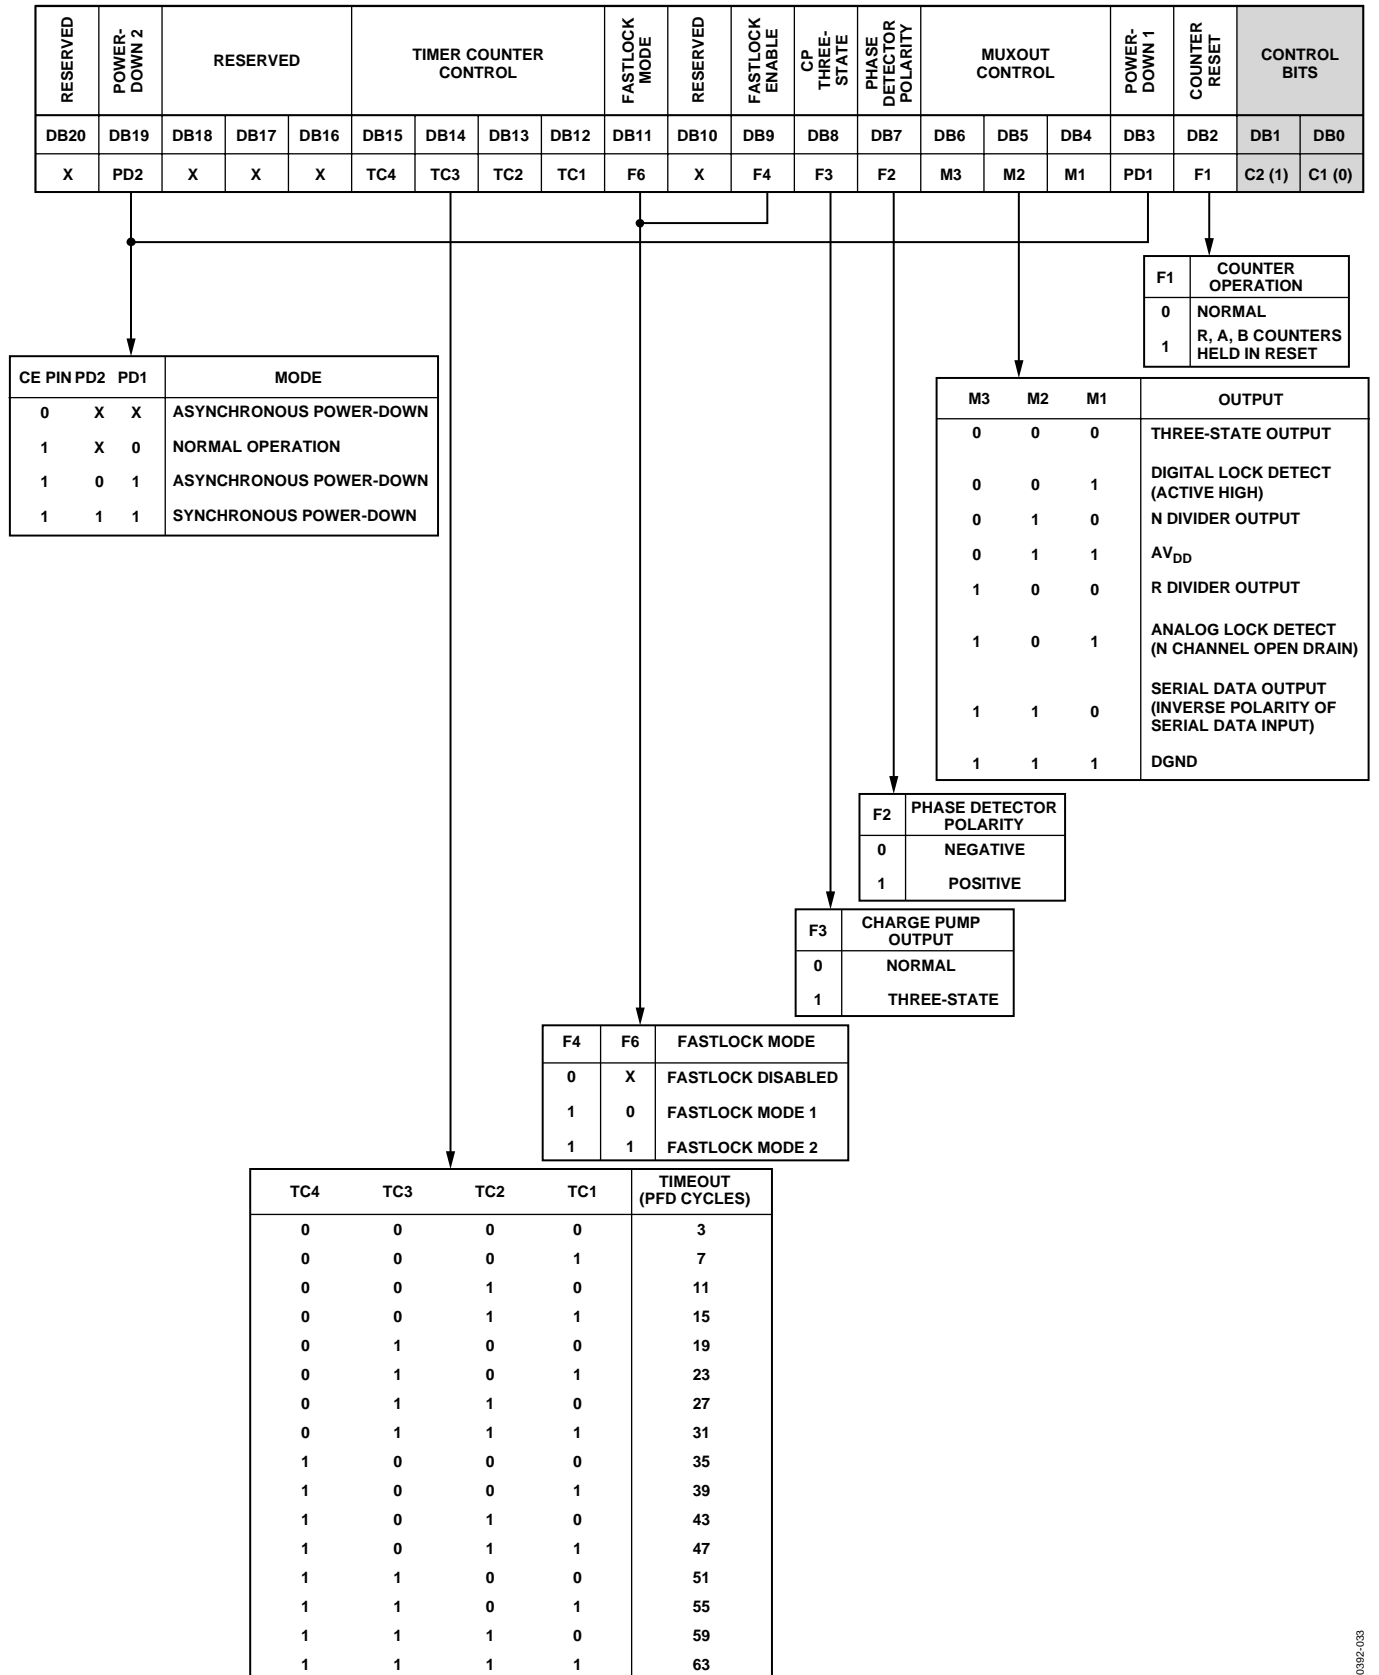 RESERVED
POWER-
DOWN 2
RESERVED
TIMER COUNTER
CONTROL
FASTLOCK
MODE
RESERVED
FASTLOCK
ENABLE
CP
THREE-
STATE
PHASE
DETECTOR
POLARITY
MUXOUT
CONTROL
POWER-
DOWN 1
COUNTER
RESET
CONTROL
BITS
DB20 DB19 DB18 DB17 DB16 DB15 DB14 DB13 DB12 DB11 DB10 DB9 DB8 DB7 DB6 DB5 DB4 DB3 DB2 DB1 DB0
X PD2 X X X TC4 TC3 TC2 TC1 F6 X F4 F3 F2 M3 M2 M1 PD1 F1 C2 (1) C1 (0)
F1 COUNTER
OPERATION
0 NORMAL
1 R, A, B COUNTERS
HELD IN RESET
CE PIN PD2 PD1 MODE
0 X X ASYNCHRONOUS POWER-DOWN
1 X 0 NORMAL OPERATION
1 0 1 ASYNCHRONOUS POWER-DOWN
1 1 1 SYNCHRONOUS POWER-DOWN
M3 M2 M1 OUTPUT
0 0 0 THREE-STATE OUTPUT
0 0 1 DIGITAL LOCK DETECT
(ACTIVE HIGH)
0 1 0 N DIVIDER OUTPUT
0 1 1 AVDD
1 0 0 R DIVIDER OUTPUT
1 0 1 ANALOG LOCK DETECT
(N CHANNEL OPEN DRAIN)
1 1 0 SERIAL DATA OUTPUT
(INVERSE POLARITY OF
SERIAL DATA INPUT)
1 1 1 DGND
F2 PHASE DETECTOR
POLARITY
0 NEGATIVE
1 POSITIVE
F3 CHARGE PUMP
OUTPUT
0 NORMAL
1 THREE-STATE
F4 F6 FASTLOCK MODE
0 X FASTLOCK DISABLED
1 0 FASTLOCK MODE 1
1 1 FASTLOCK MODE 2
TC4 TC3 TC2 TC1 TIMEOUT
(PFD CYCLES)
0 0 0 0 3
0 0 0 1 7
0 0 1 0 11
0 0 1 1 15
0 1 0 0 19
0 1 0 1 23
0 1 1 0 27
0 1 1 1 31
1 0 0 0 35
1 0 0 1 39
1 0 1 0 43
1 0 1 1 47
1 1 0 0 51
1 1 0 1 55
1 1 1 0 59
1 1 1 1 63
0392-033